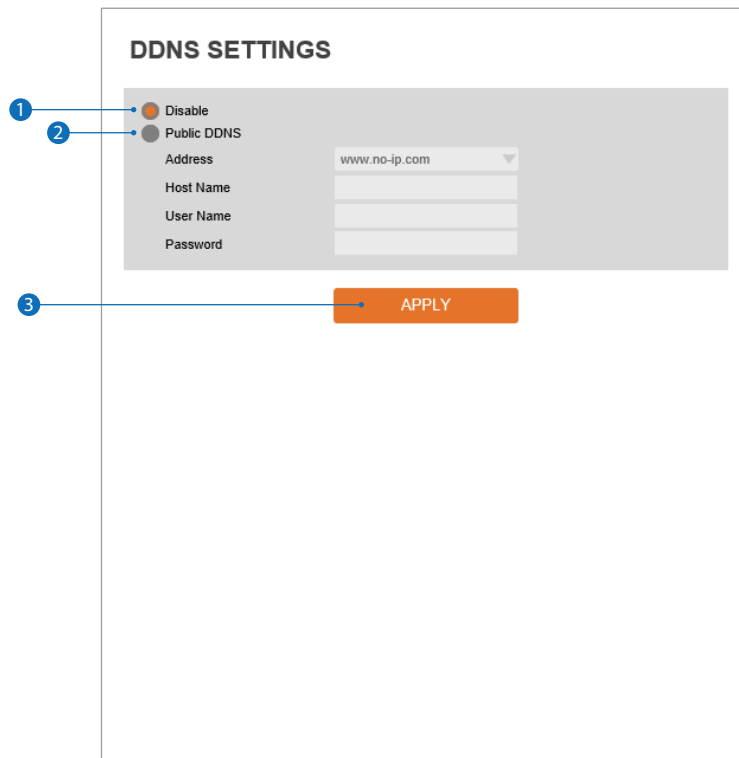 DDNS SETTINGS
1 Disable
2 Public DDNS
Address www.no-ip.com
Host Name
User Name
Password
3 APPLY